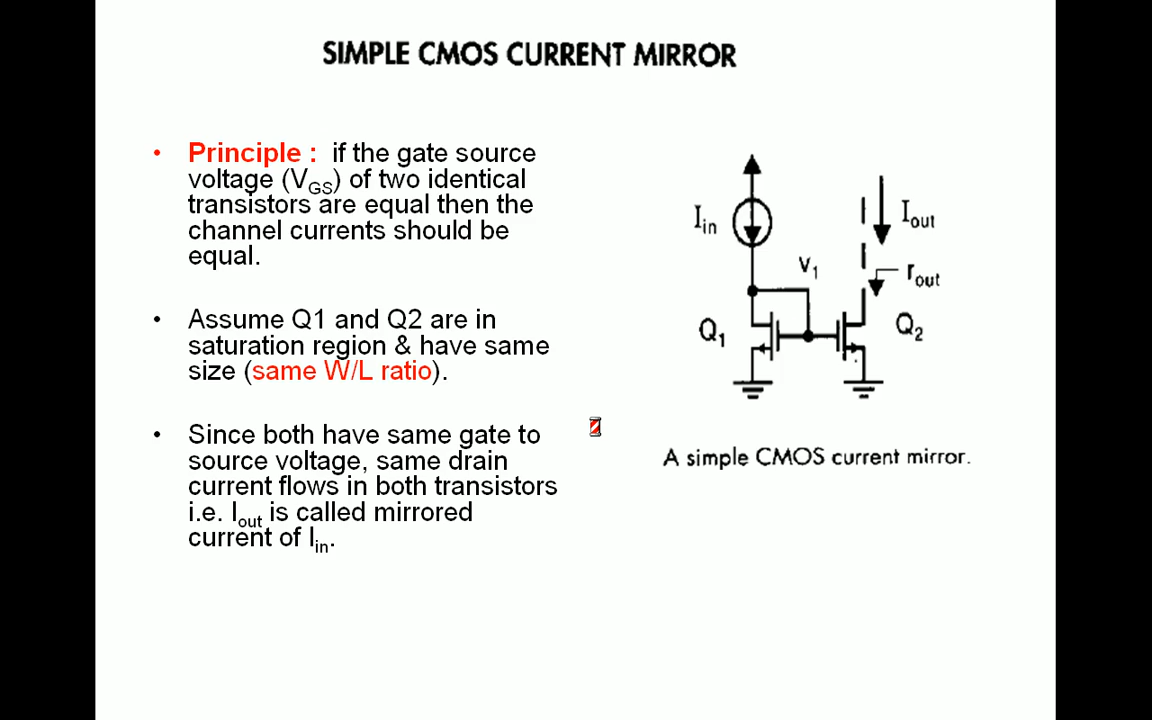 SIMPLE CMOS CURRENT MIRROR
• Principle : if the gate source
voltage (VGS) of two identical
transistors are equal then the
channel currents should be
equal.
• Assume Q1 and Q2 are in
saturation region & have same
size (same W/L ratio).
• Since both have same gate to
source voltage, same drain
current flows in both transistors
i.e. Iout is called mirrored
current of Iin.
Iin
Iout
V1
rout
Q1
Q2
A simple CMOS current mirror.